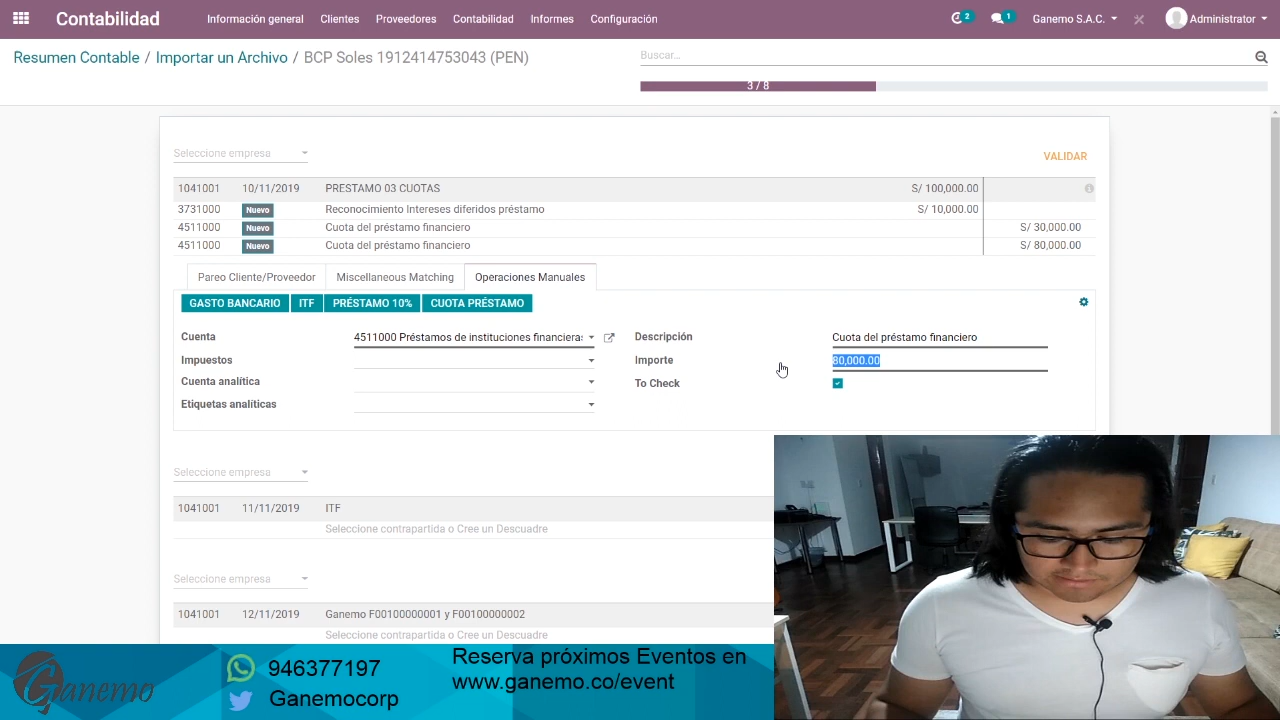 Contabilidad Información general Clientes Proveedores Contabilidad Informes Configuración 2 1 Ganemo S.A.C. Administrator
Resumen Contable / Importar un Archivo / BCP Soles 1912414753043 (PEN) Buscar...
3 / 8
Seleccione empresa VALIDAR
1041001 10/11/2019 PRESTAMO 03 CUOTAS S/ 100,000.00
3731000 Nuevo Reconocimiento Intereses diferidos préstamo S/ 10,000.00
4511000 Nuevo Cuota del préstamo financiero S/ 30,000.00
4511000 Nuevo Cuota del préstamo financiero S/ 80,000.00
Pareo Cliente/Proveedor Miscellaneous Matching Operaciones Manuales
GASTO BANCARIO ITF PRÉSTAMO 10% CUOTA PRÉSTAMO
Cuenta 4511000 Préstamos de instituciones financiera Descripción Cuota del préstamo financiero
Impuestos Importe 80,000.00
Cuenta analítica To Check
Etiquetas analíticas
Seleccione empresa
1041001 11/11/2019 ITF
Seleccione contrapartida o Cree un Descuadre
Seleccione empresa
1041001 12/11/2019 Ganemo F00100000001 y F00100000002
Seleccione contrapartida o Cree un Descuadre
Ganemo 946377197 Reserva próximos Eventos en
Ganemocorp www.ganemo.co/event